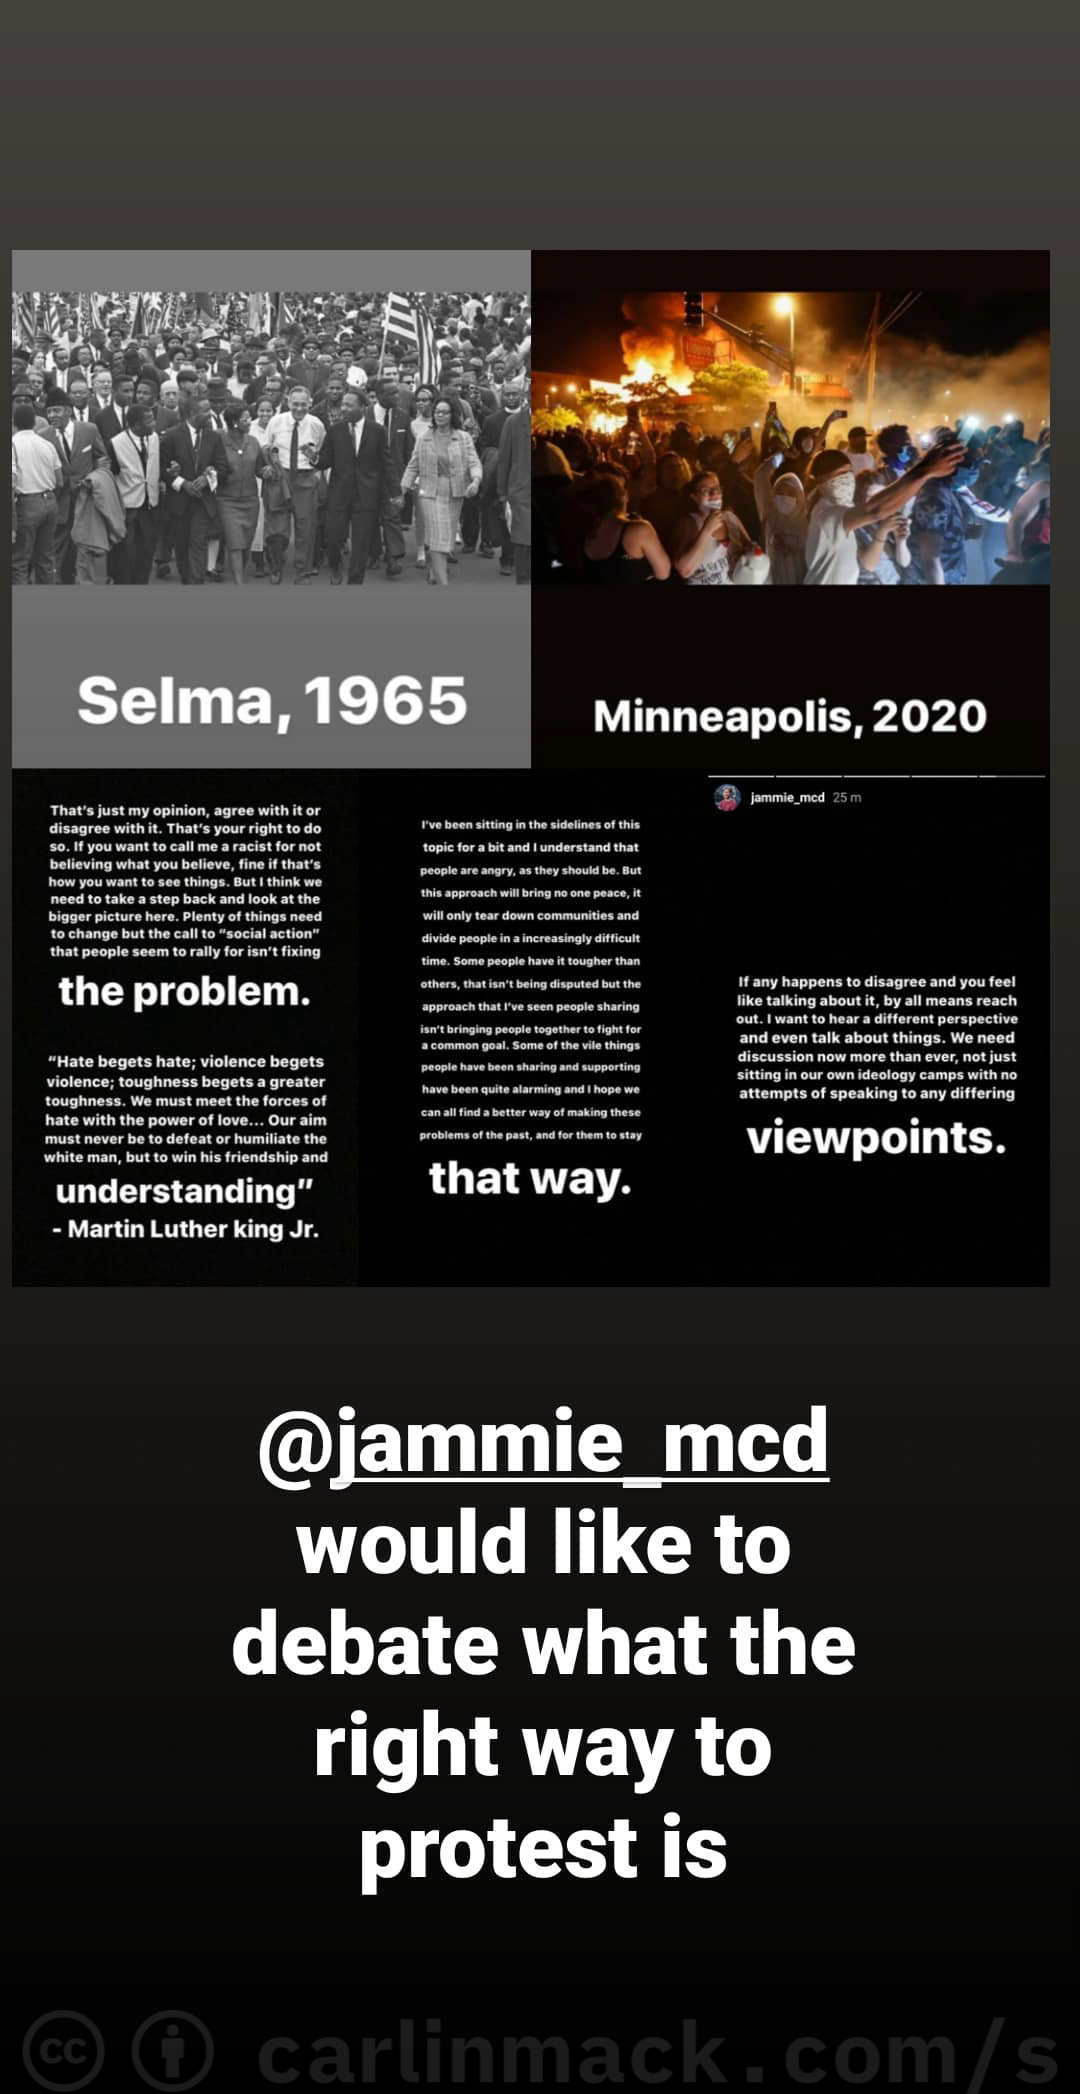 Selma, 1965
Minneapolis, 2020
That's just my opinion, agree with it or
disagree with it. That's your right to do
so. If you want to call me a racist for not
believing what you believe, fine if that's
how you want to see things. But I think we
need to take a step back and look at the
bigger picture here. Plenty of things need
to change but the call to "social action"
that people seem to rally for isn't fixing
the problem.
"Hate begets hate; violence begets
violence; toughness begets a greater
toughness. We must meet the forces of
hate with the power of love... Our aim
must never be to defeat or humiliate the
white man, but to win his friendship and
understanding"
- Martin Luther king Jr.
I've been sitting in the sidelines of this
topic for a bit and I understand that
people are angry, as they should be. But
this approach will bring no one peace, it
will only tear down communities and
divide people in a increasingly difficult
time. Some people have it tougher than
others, that isn't being disputed but the
approach that I've seen people sharing
isn't bringing people together to fight for
a common goal. Some of the vile things
people have been sharing and supporting
have been quite alarming and I hope we
can all find a better way of making these
problems of the past, and for them to stay
that way.
jammie_mcd 25 m
If any happens to disagree and you feel
like talking about it, by all means reach
out. I want to hear a different perspective
and even talk about things. We need
discussion now more than ever, not just
sitting in our own ideology camps with no
attempts of speaking to any differing
viewpoints.
@jammie_mcd
would like to
debate what the
right way to
protest is
cc carlinmack.com/s